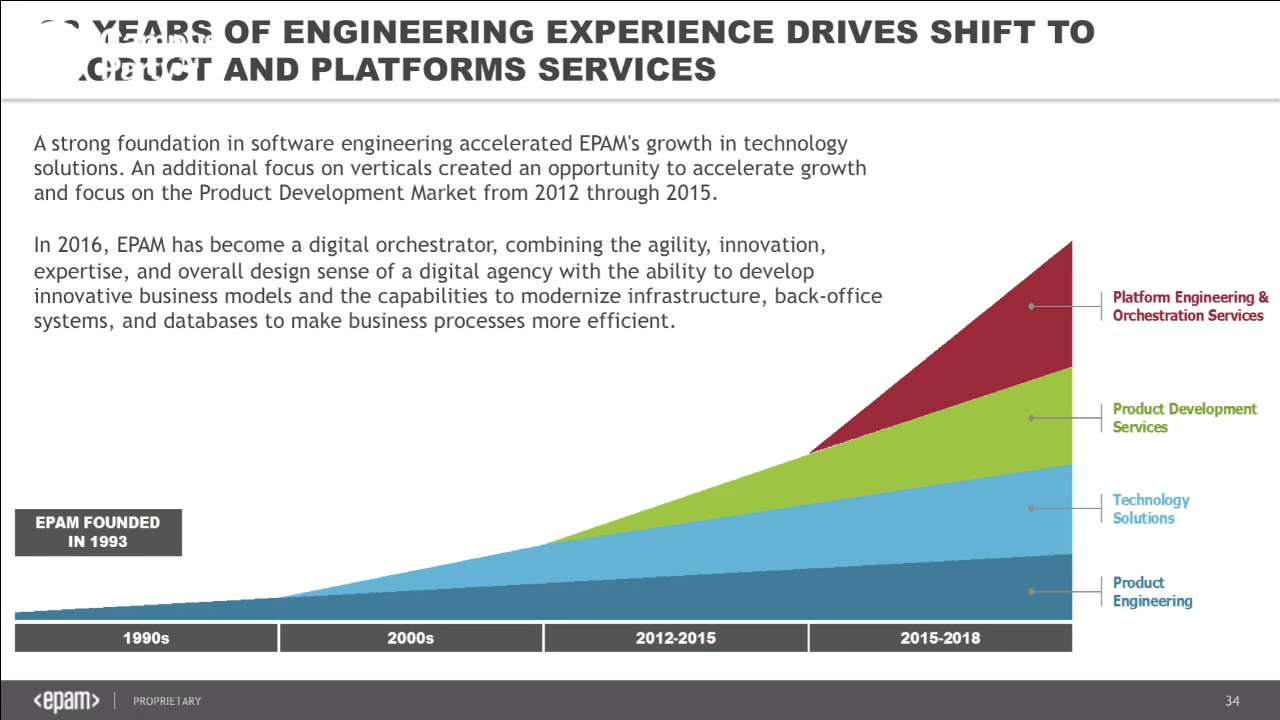 YEARS OF ENGINEERING EXPERIENCE DRIVES SHIFT TO
AND PLATFORMS SERVICES
A strong foundation in software engineering accelerated EPAM's growth in technology
solutions. An additional focus on verticals created an opportunity to accelerate growth
and focus on the Product Development Market from 2012 through 2015.
In 2016, EPAM has become a digital orchestrator, combining the agility, innovation,
expertise, and overall design sense of a digital agency with the ability to develop
innovative business models and the capabilities to modernize infrastructure, back-office
systems, and databases to make business processes more efficient.
Platform Engineering &
Orchestration Services
Product Development
Services
Technology
Solutions
Product
Engineering
EPAM FOUNDED
IN 1993
1990s
2000s
2012-2015
2015-2018
<epam>
PROPRIETARY
34